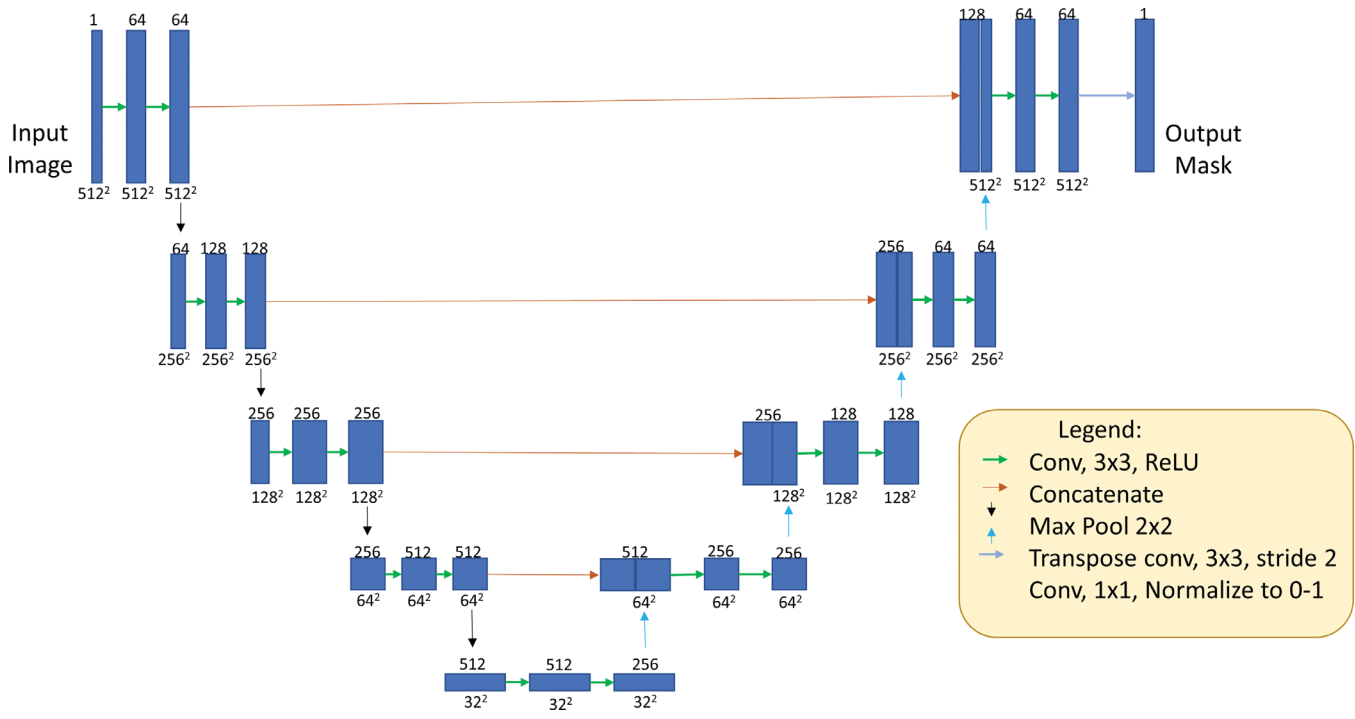 1 64 64
128 64 64 1
Input
Image
Output
Mask
512² 512² 512²
512² 512² 512²
64 128 128
256 64 64
256² 256² 256²
256² 256² 256²
256 256 256
256 128 128
128² 128² 128²
128² 128² 128²
256 512 512
512 256 256
64² 64² 64²
64² 64² 64²
512 512 256
32² 32² 32²
Legend:
Conv, 3x3, ReLU
Concatenate
Max Pool 2x2
Transpose conv, 3x3, stride 2
Conv, 1x1, Normalize to 0-1